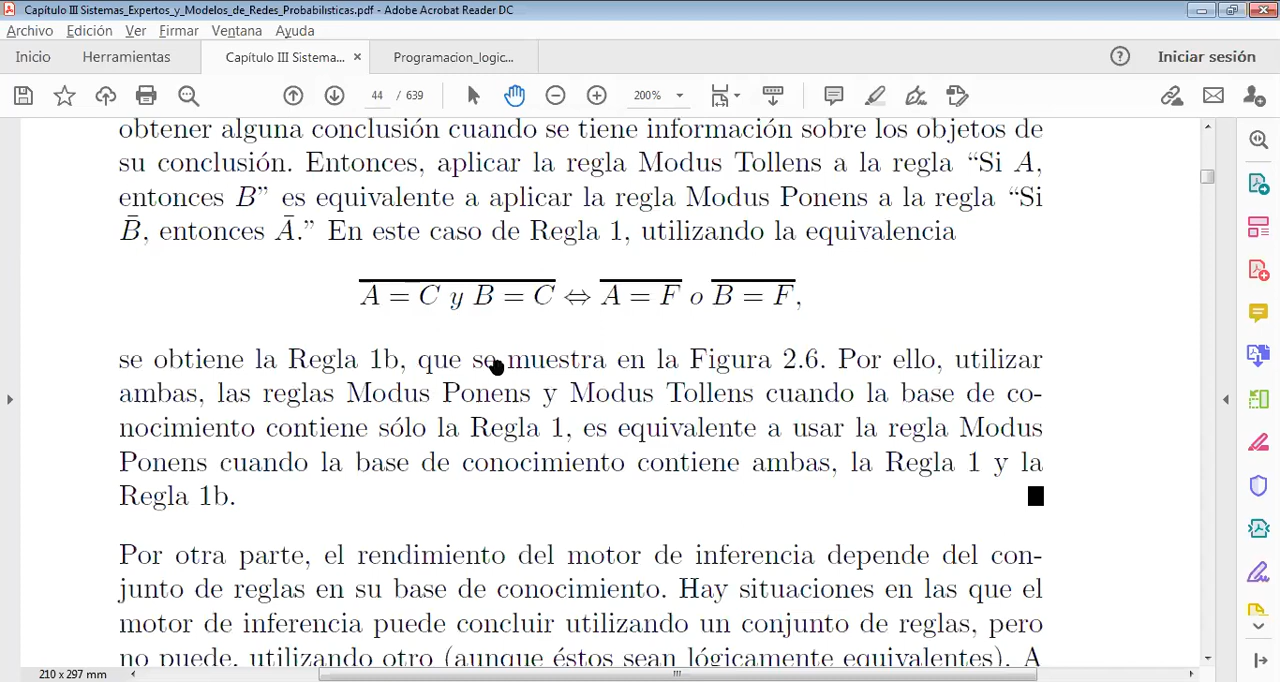 Capítulo III Sistemas_Expertos_y_Modelos_de_Redes_Probabilisticas.pdf - Adobe Acrobat Reader DC
Archivo Edición Ver Firmar Ventana Ayuda
Inicio Herramientas Capítulo III Sistema... × Programacion_logic... Iniciar sesión
44 / 639 200%
obtener alguna conclusión cuando se tiene información sobre los objetos de
su conclusión. Entonces, aplicar la regla Modus Tollens a la regla “Si A,
entonces B” es equivalente a aplicar la regla Modus Ponens a la regla “Si
B̄, entonces Ā.” En este caso de Regla 1, utilizando la equivalencia
A = C y B = C ⇔ A = F o B = F,
se obtiene la Regla 1b, que se muestra en la Figura 2.6. Por ello, utilizar
ambas, las reglas Modus Ponens y Modus Tollens cuando la base de co-
nocimiento contiene sólo la Regla 1, es equivalente a usar la regla Modus
Ponens cuando la base de conocimiento contiene ambas, la Regla 1 y la
Regla 1b.
Por otra parte, el rendimiento del motor de inferencia depende del con-
junto de reglas en su base de conocimiento. Hay situaciones en las que el
motor de inferencia puede concluir utilizando un conjunto de reglas, pero
no puede, utilizando otro (aunque éstos sean lógicamente equivalentes). A
210 x 297 mm